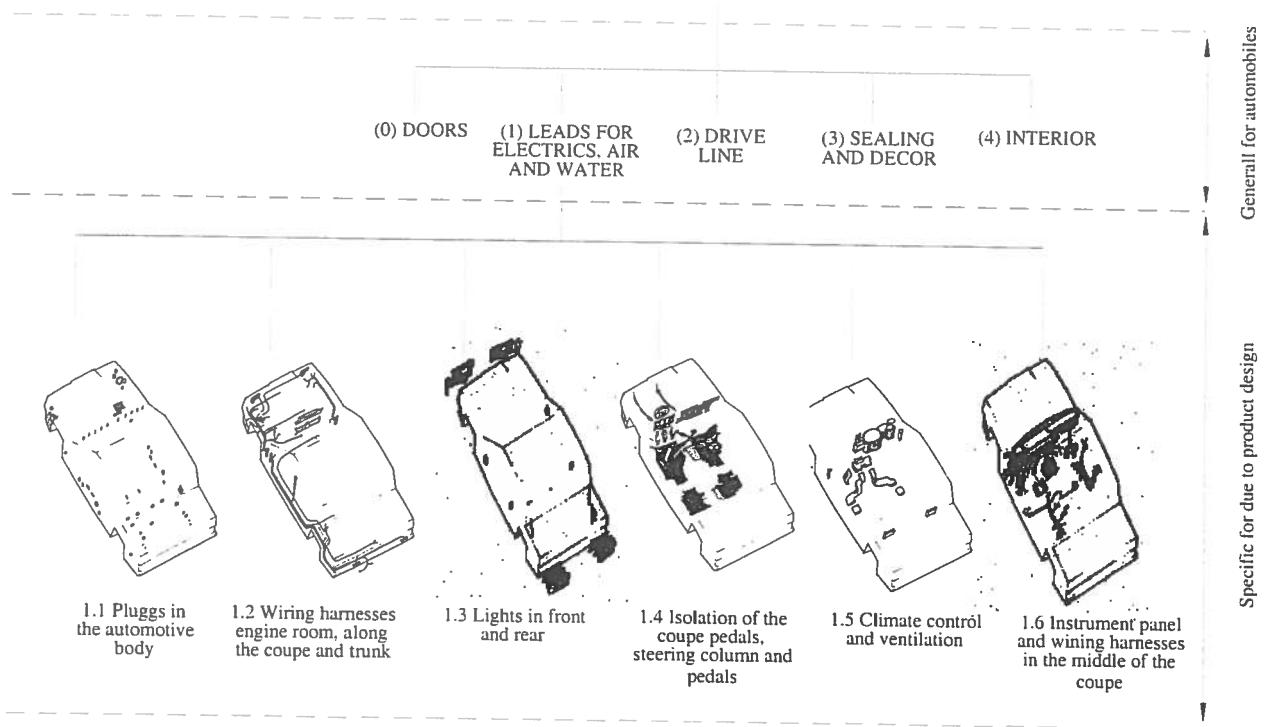 (0) DOORS
(1) LEADS FOR
ELECTRICS, AIR
AND WATER
(2) DRIVE
LINE
(3) SEALING
AND DECOR
(4) INTERIOR
Generall for automobiles
1.1 Pluggs in
the automotive
body
1.2 Wiring harnesses
engine room, along
the coupe and trunk
1.3 Lights in front
and rear
1.4 Isolation of the
coupe pedals,
steering column and
pedals
1.5 Climate control
and ventilation
1.6 Instrument panel
and wining harnesses
in the middle of the
coupe
Specific for due to product design